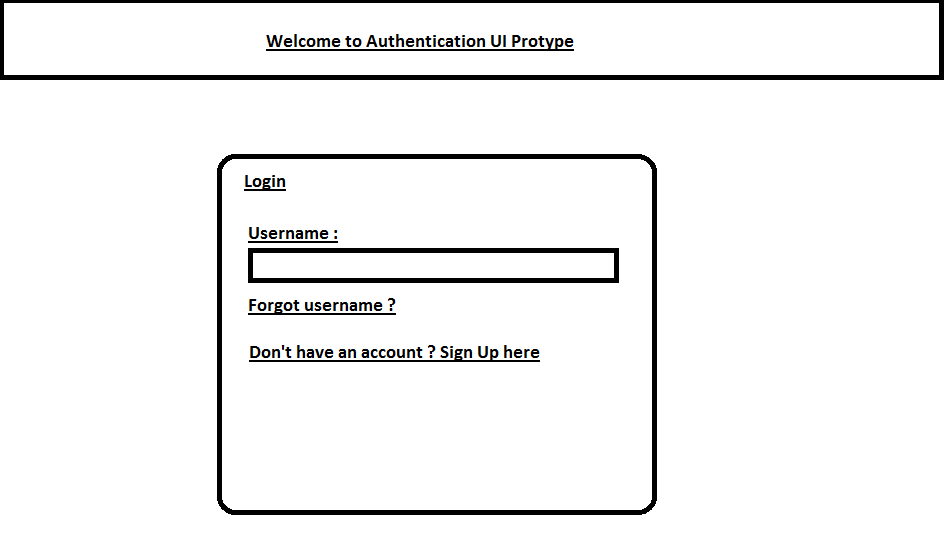 Welcome to Authentication UI Protype
Login
Username :
Forgot username ?
Don't have an account ? Sign Up here